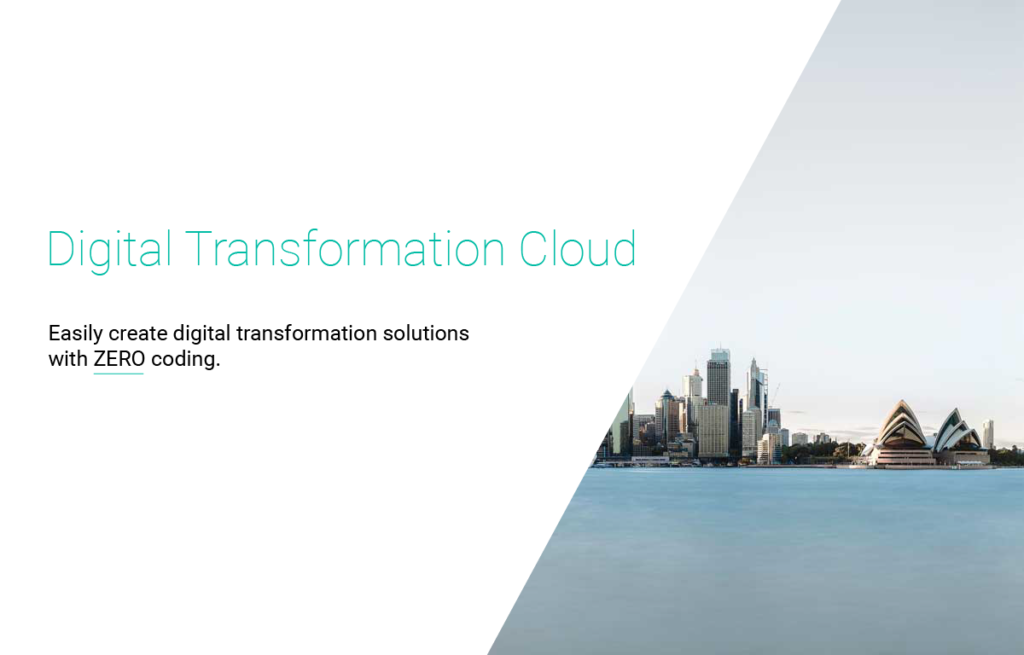 Digital Transformation Cloud
Easily create digital transformation solutions
with ZERO coding.